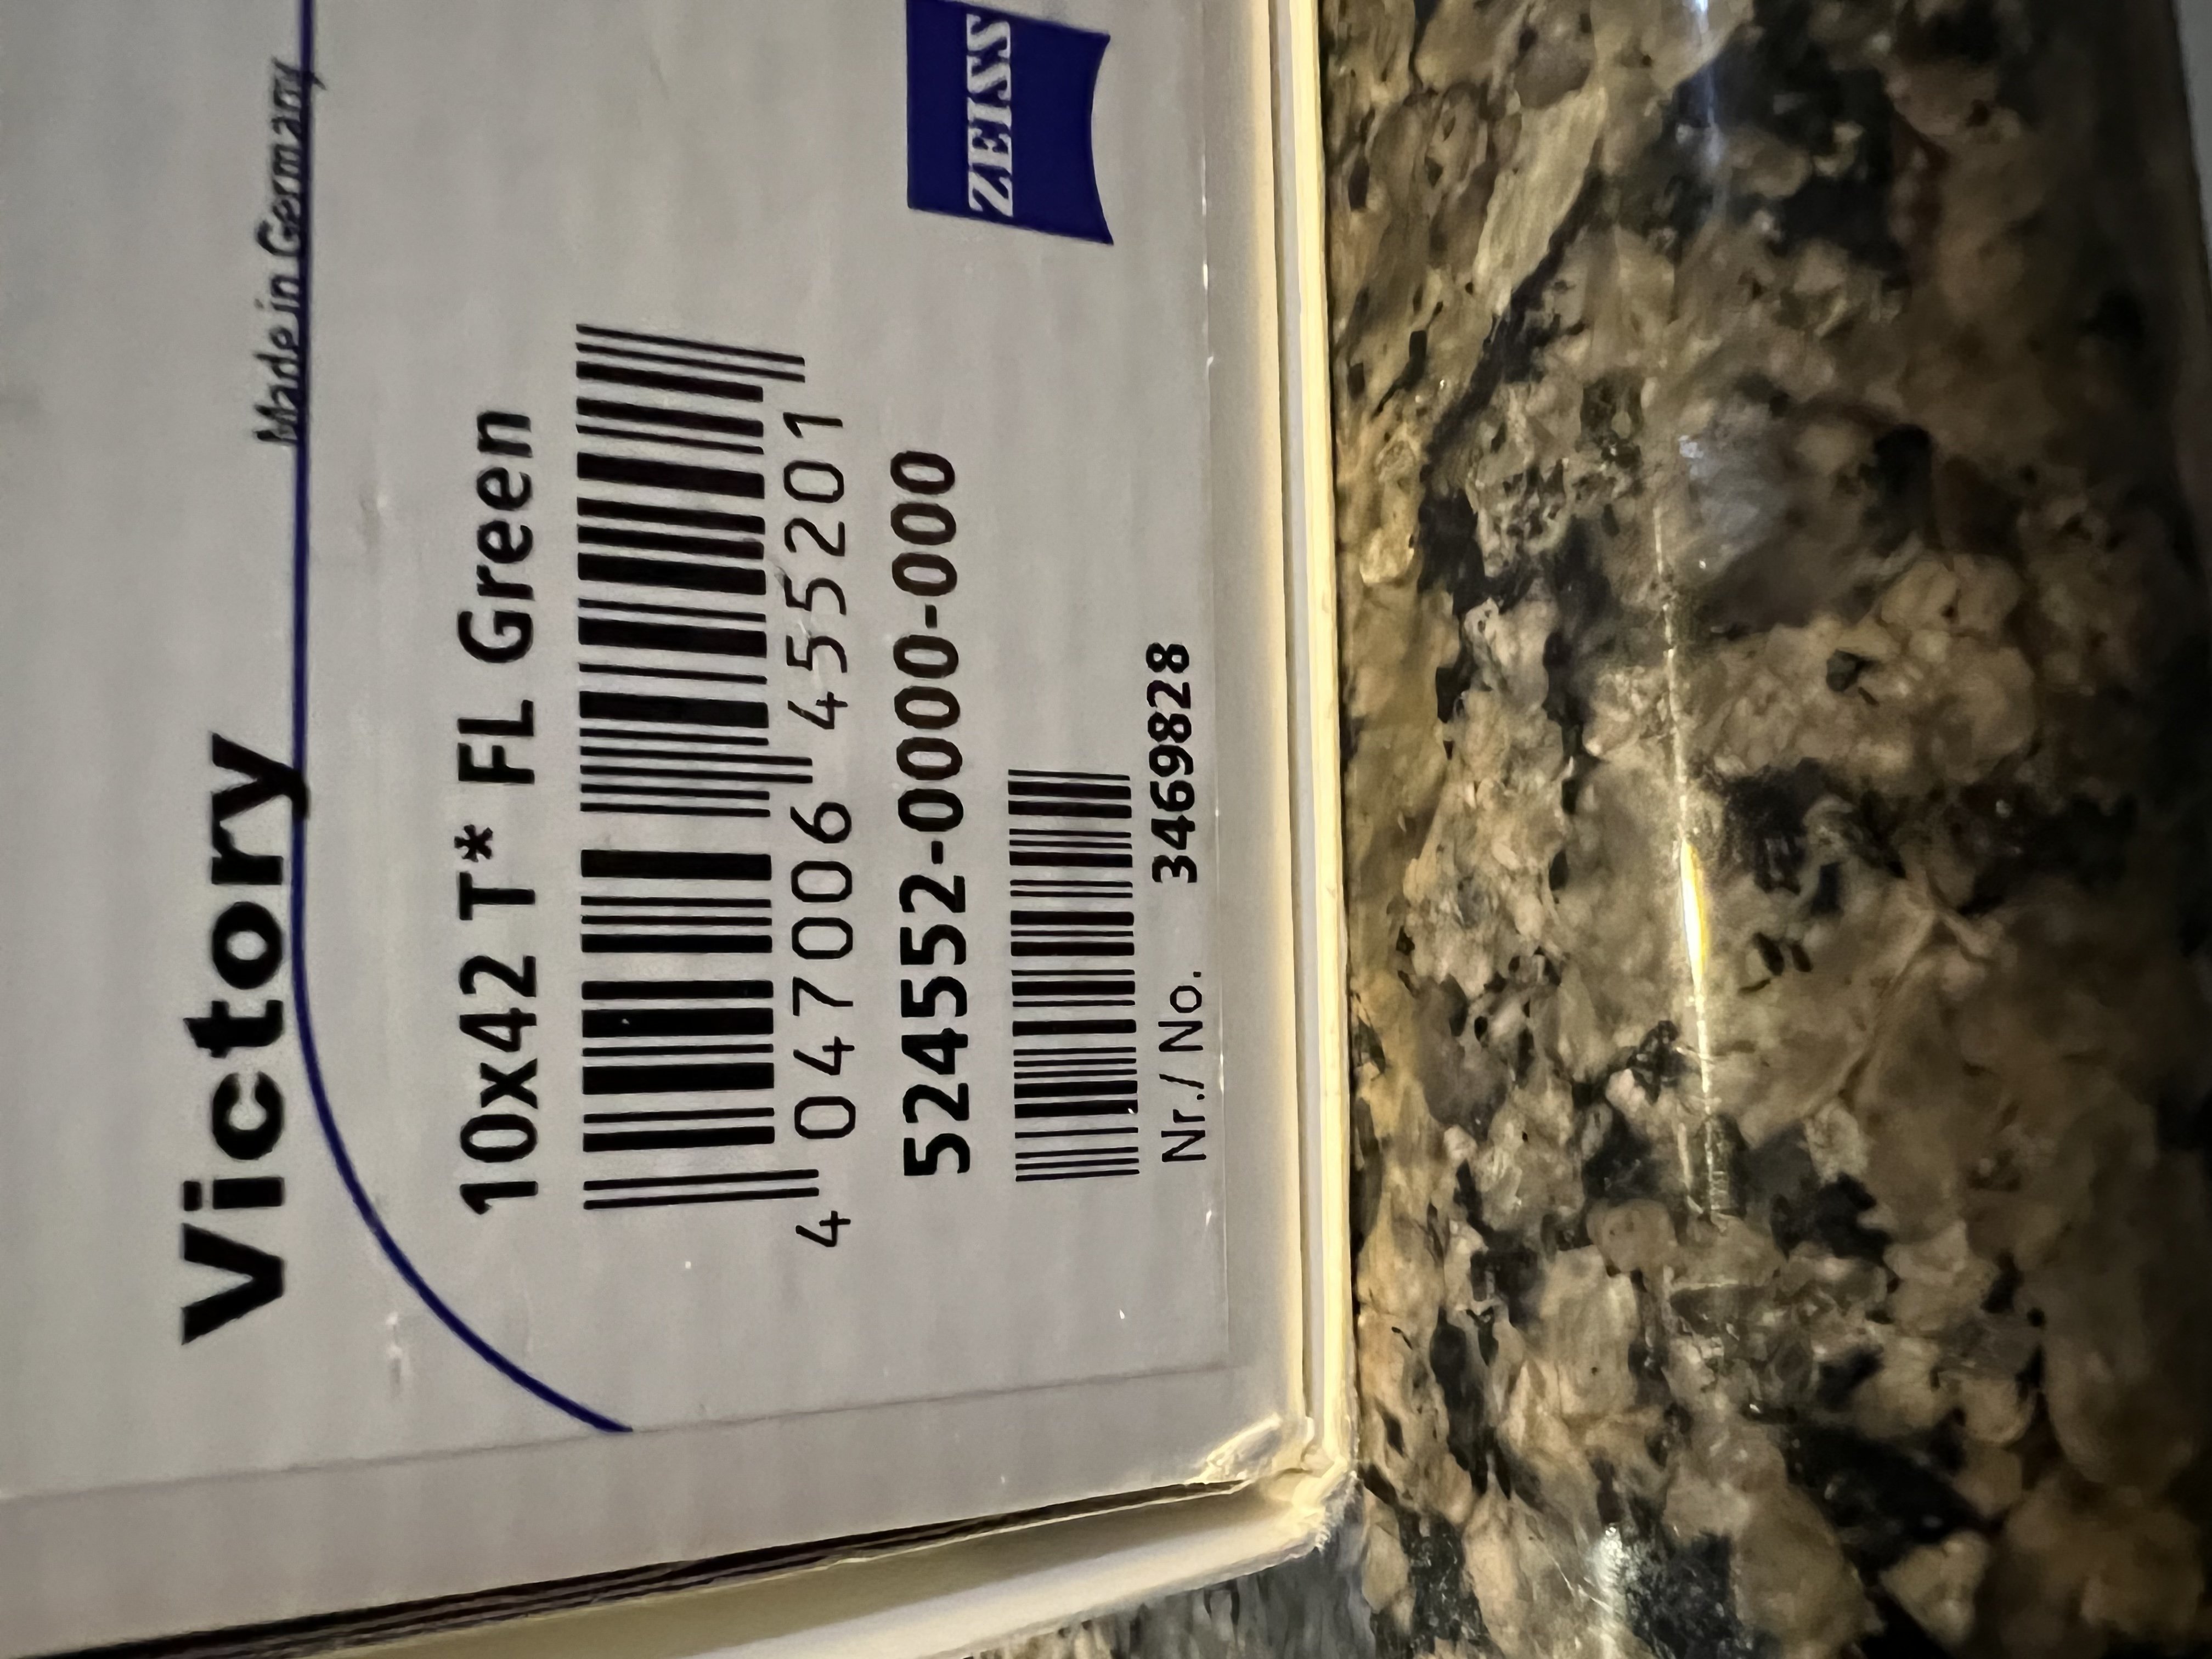 Victory
Made in Germany
10x42 T* FL Green
4 047006 455201
524552-0000-000
Nr./ No. 3469828
ZEISS